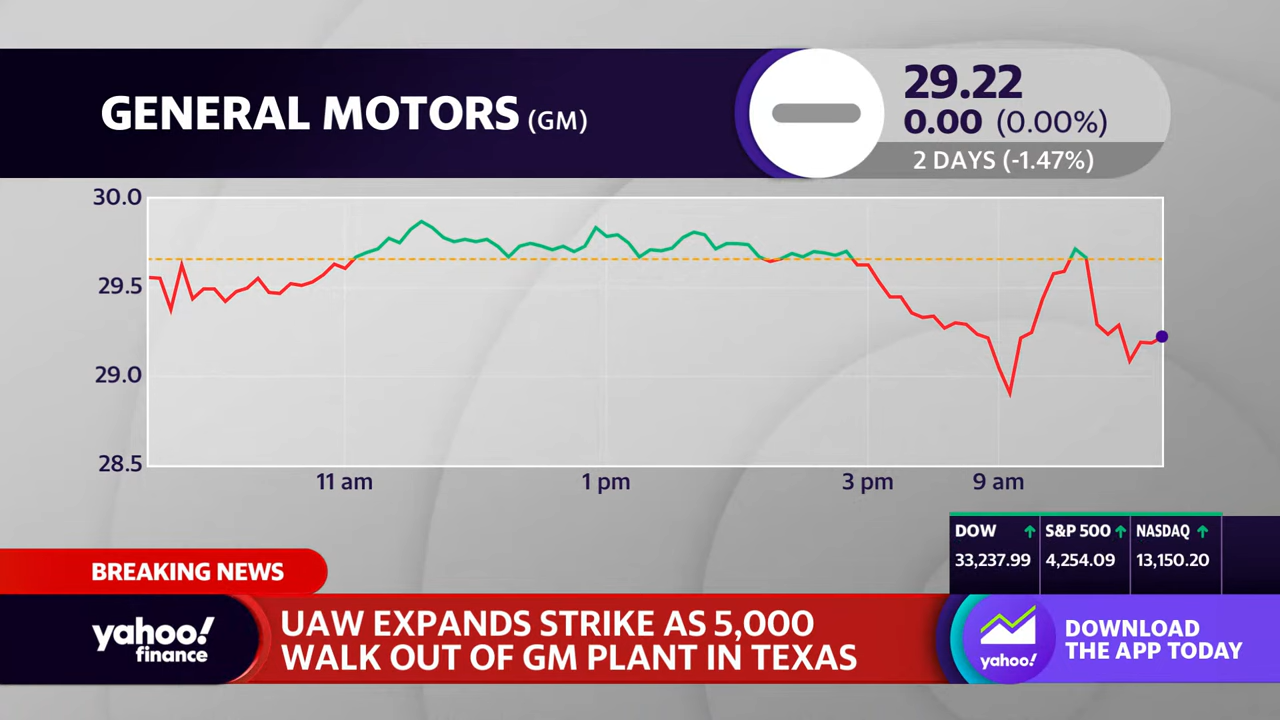 GENERAL MOTORS (GM)
29.22
0.00 (0.00%)
2 DAYS (-1.47%)
30.0
29.5
29.0
28.5
11 am
1 pm
3 pm
9 am
DOW
33,237.99
S&P 500
4,254.09
NASDAQ
13,150.20
BREAKING NEWS
yahoo!
finance
UAW EXPANDS STRIKE AS 5,000
WALK OUT OF GM PLANT IN TEXAS
yahoo!
DOWNLOAD
THE APP TODAY